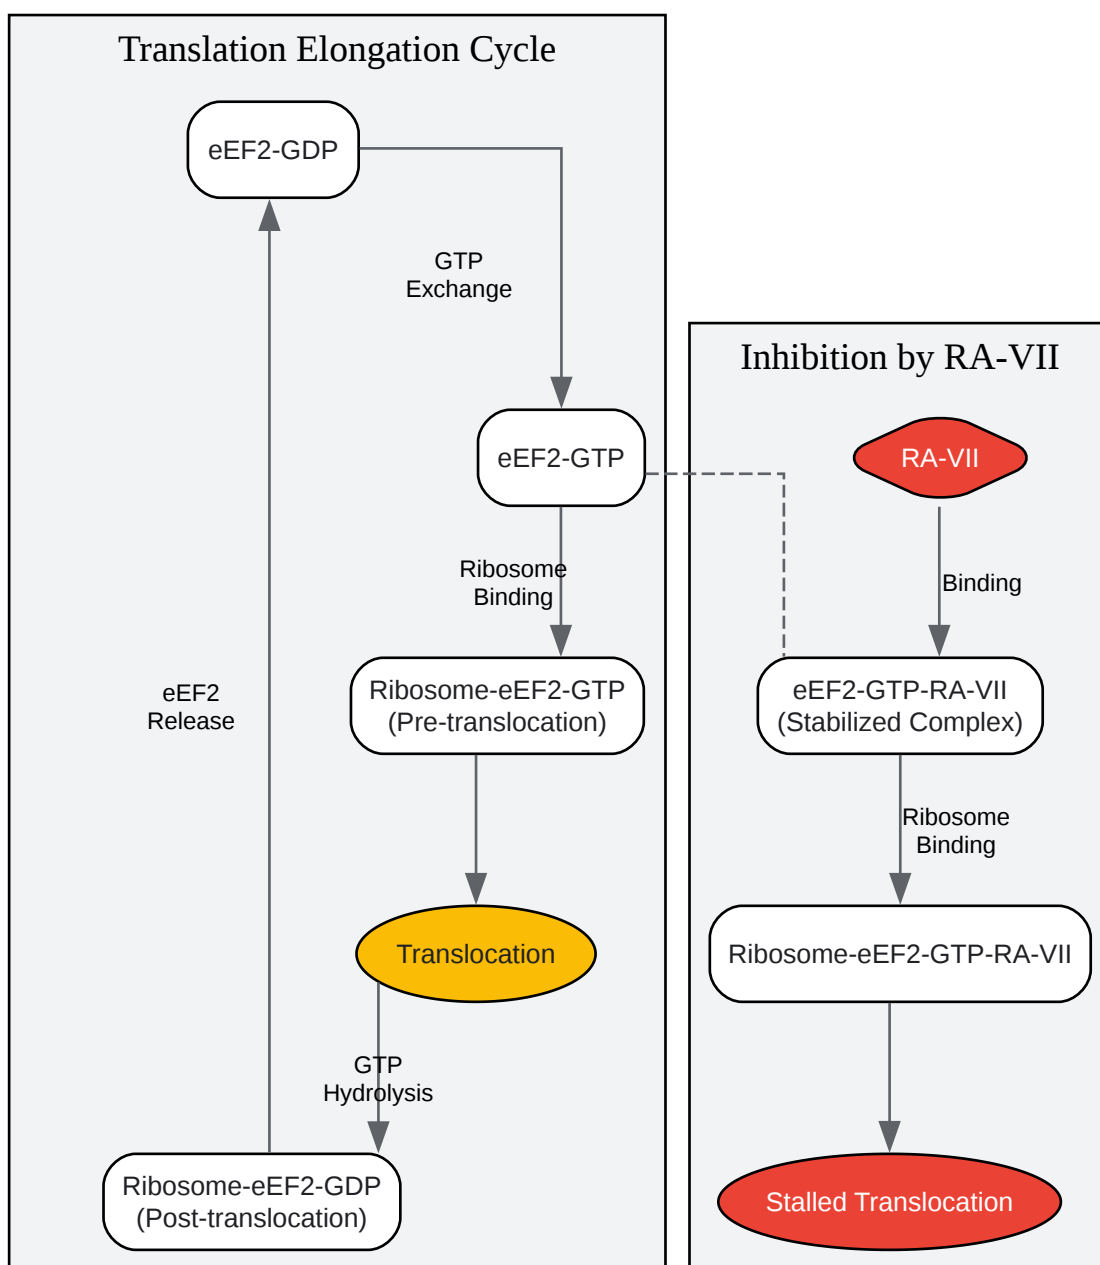 Translation Elongation Cycle
eEF2-GDP
GTP
Exchange
eEF2-GTP
Ribosome
Binding
Ribosome-eEF2-GTP
(Pre-translocation)
eEF2
Release
Translocation
GTP
Hydrolysis
Ribosome-eEF2-GDP
(Post-translocation)
Inhibition by RA-VII
RA-VII
Binding
eEF2-GTP-RA-VII
(Stabilized Complex)
Ribosome
Binding
Ribosome-eEF2-GTP-RA-VII
Stalled Translocation